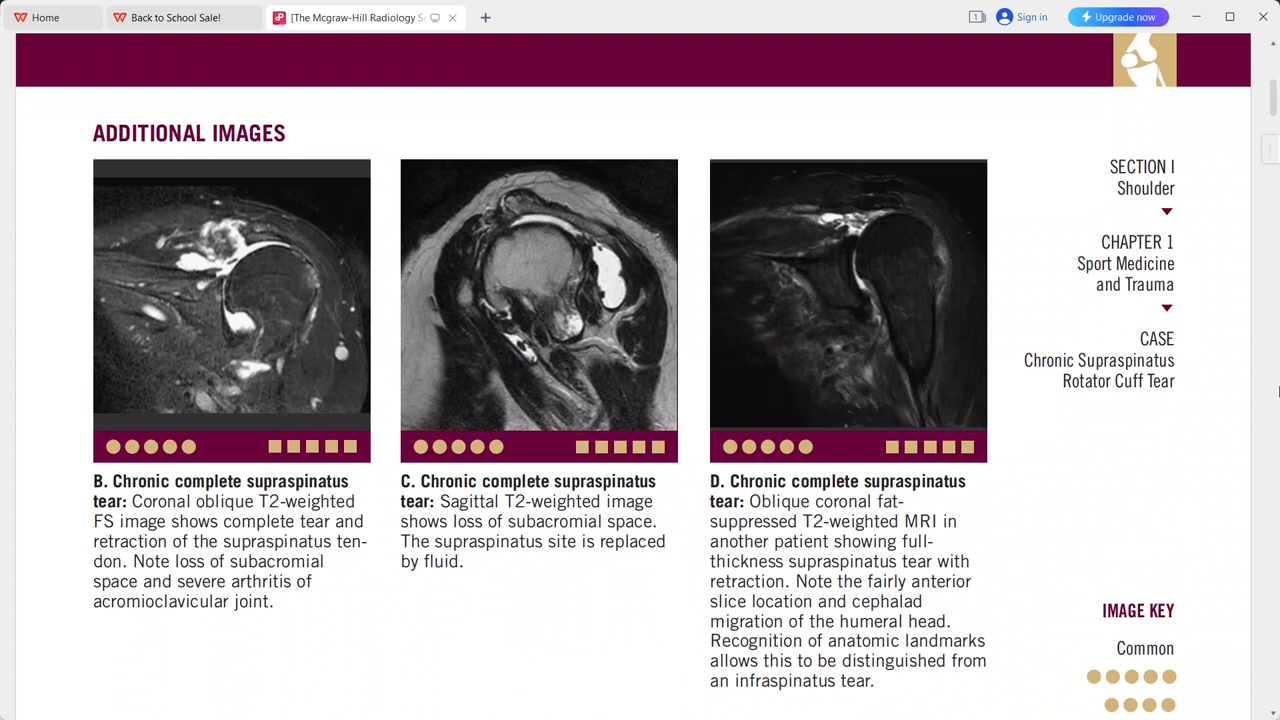 Home
Back to School Sale!
[The Mcgraw-Hill Radiology S
1
Sign in
Upgrade now
ADDITIONAL IMAGES
B. Chronic complete supraspinatus
tear: Coronal oblique T2-weighted
FS image shows complete tear and
retraction of the supraspinatus ten-
don. Note loss of subacromial
space and severe arthritis of
acromioclavicular joint.
C. Chronic complete supraspinatus
tear: Sagittal T2-weighted image
shows loss of subacromial space.
The supraspinatus site is replaced
by fluid.
D. Chronic complete supraspinatus
tear: Oblique coronal fat-
suppressed T2-weighted MRI in
another patient showing full-
thickness supraspinatus tear with
retraction. Note the fairly anterior
slice location and cephalad
migration of the humeral head.
Recognition of anatomic landmarks
allows this to be distinguished from
an infraspinatus tear.
SECTION I
Shoulder
CHAPTER 1
Sport Medicine
and Trauma
CASE
Chronic Supraspinatus
Rotator Cuff Tear
IMAGE KEY
Common